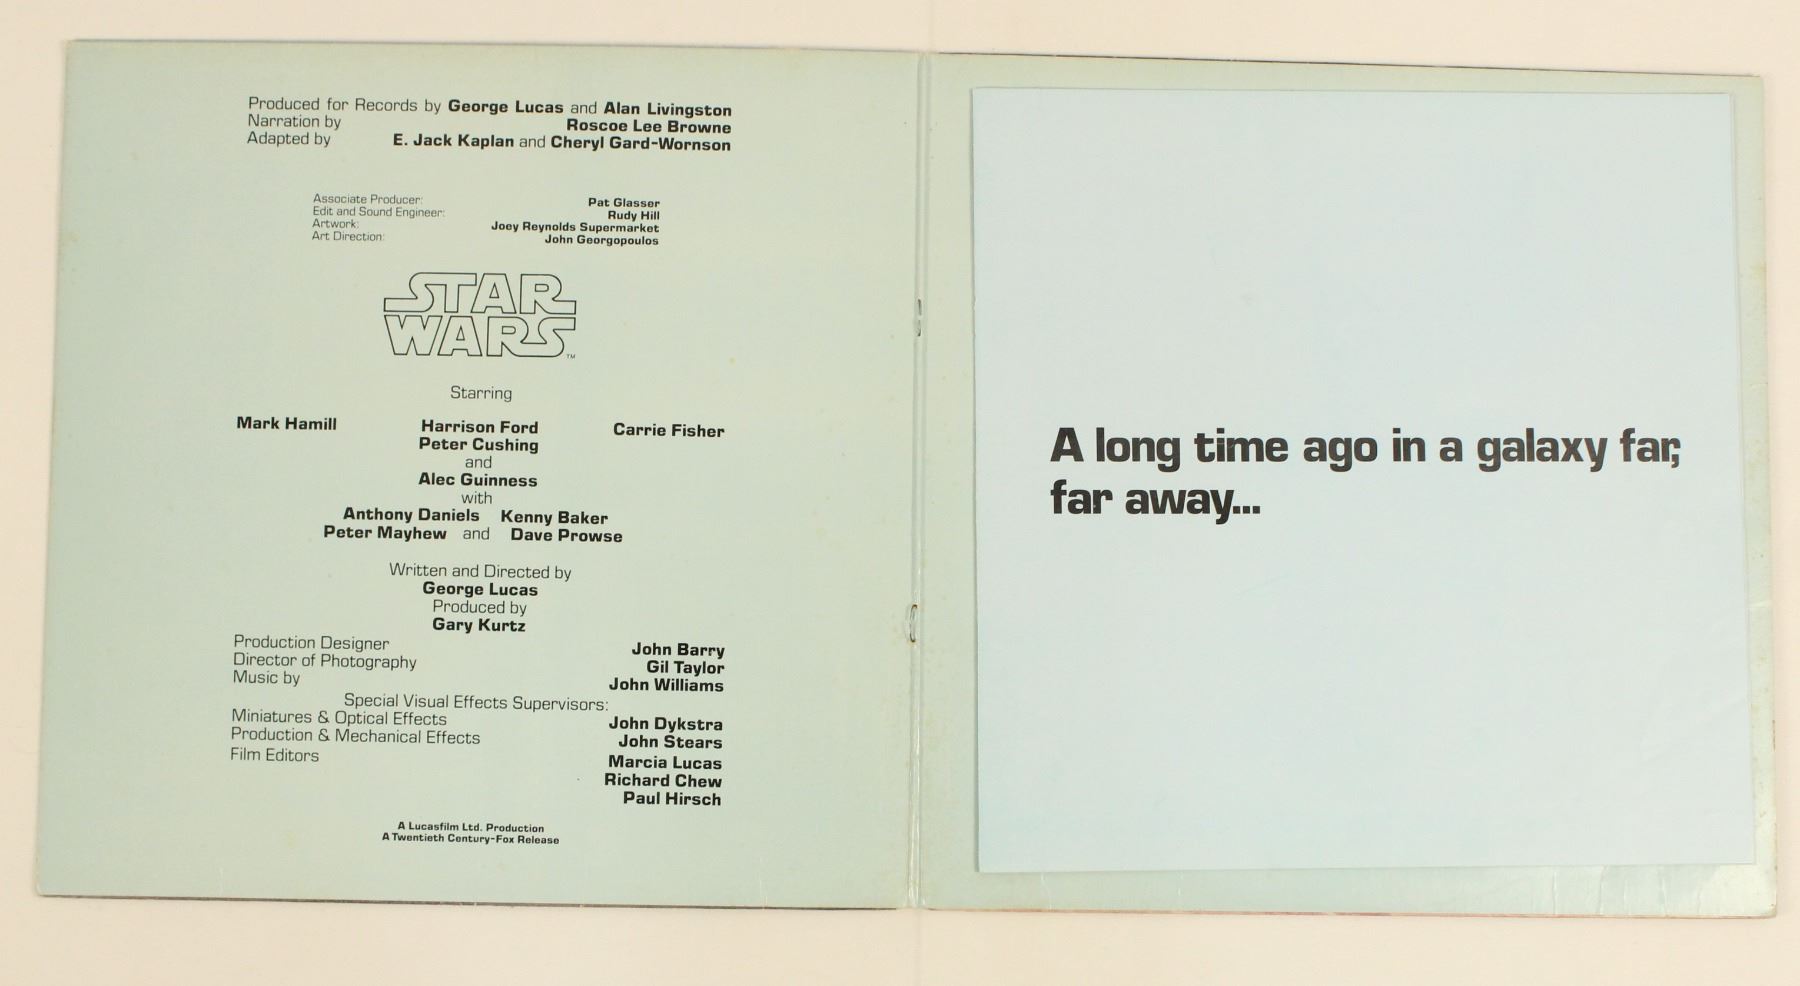 Produced for Records by George Lucas and Alan Livingston
Narration by Roscoe Lee Browne
Adapted by E. Jack Kaplan and Cheryl Gard-Wornson
Associate Producer: Pat Glasser
Edit and Sound Engineer: Rudy Hill
Artwork: Joey Reynolds Supermarket
Art Direction: John Georgopoulos
STAR
WARS™
Starring
Mark Hamill Harrison Ford Carrie Fisher
Peter Cushing
and
Alec Guinness
with
Anthony Daniels Kenny Baker
Peter Mayhew and Dave Prowse
Written and Directed by
George Lucas
Produced by
Gary Kurtz
Production Designer John Barry
Director of Photography Gil Taylor
Music by John Williams
Special Visual Effects Supervisors:
Miniatures & Optical Effects John Dykstra
Production & Mechanical Effects John Stears
Film Editors Marcia Lucas
Richard Chew
Paul Hirsch
A Lucasfilm Ltd. Production
A Twentieth Century-Fox Release
A long time ago in a galaxy far,
far away...